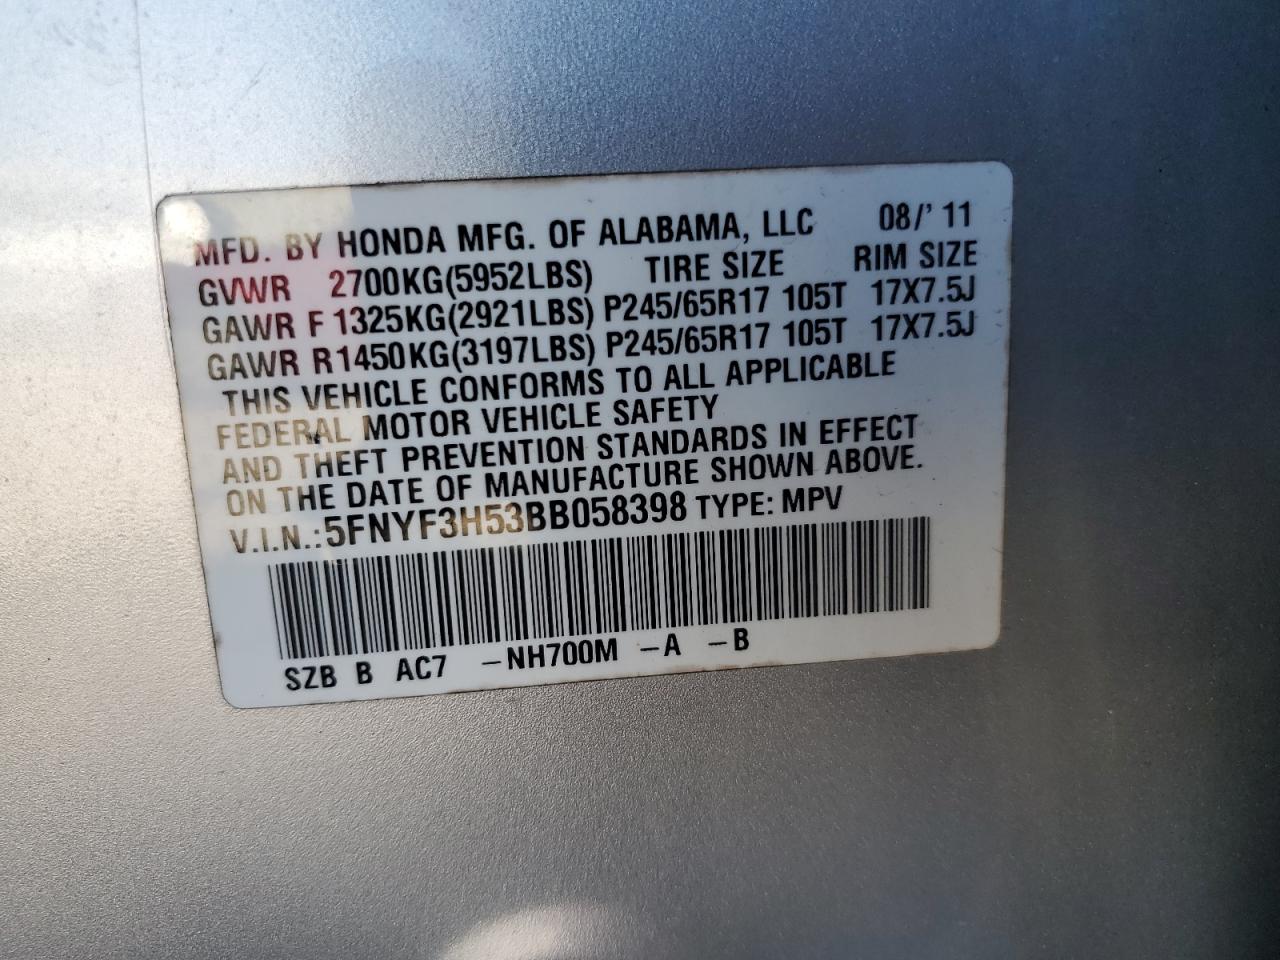 MFD. BY HONDA MFG. OF ALABAMA, LLC 08/' 11
GVWR 2700KG(5952LBS) TIRE SIZE RIM SIZE
GAWR F 1325KG(2921LBS) P245/65R17 105T 17X7.5J
GAWR R1450KG(3197LBS) P245/65R17 105T 17X7.5J
THIS VEHICLE CONFORMS TO ALL APPLICABLE
FEDERAL MOTOR VEHICLE SAFETY
AND THEFT PREVENTION STANDARDS IN EFFECT
ON THE DATE OF MANUFACTURE SHOWN ABOVE.
V.I.N.:5FNYF3H53BB058398 TYPE: MPV
SZB B AC7 -NH700M -A -B